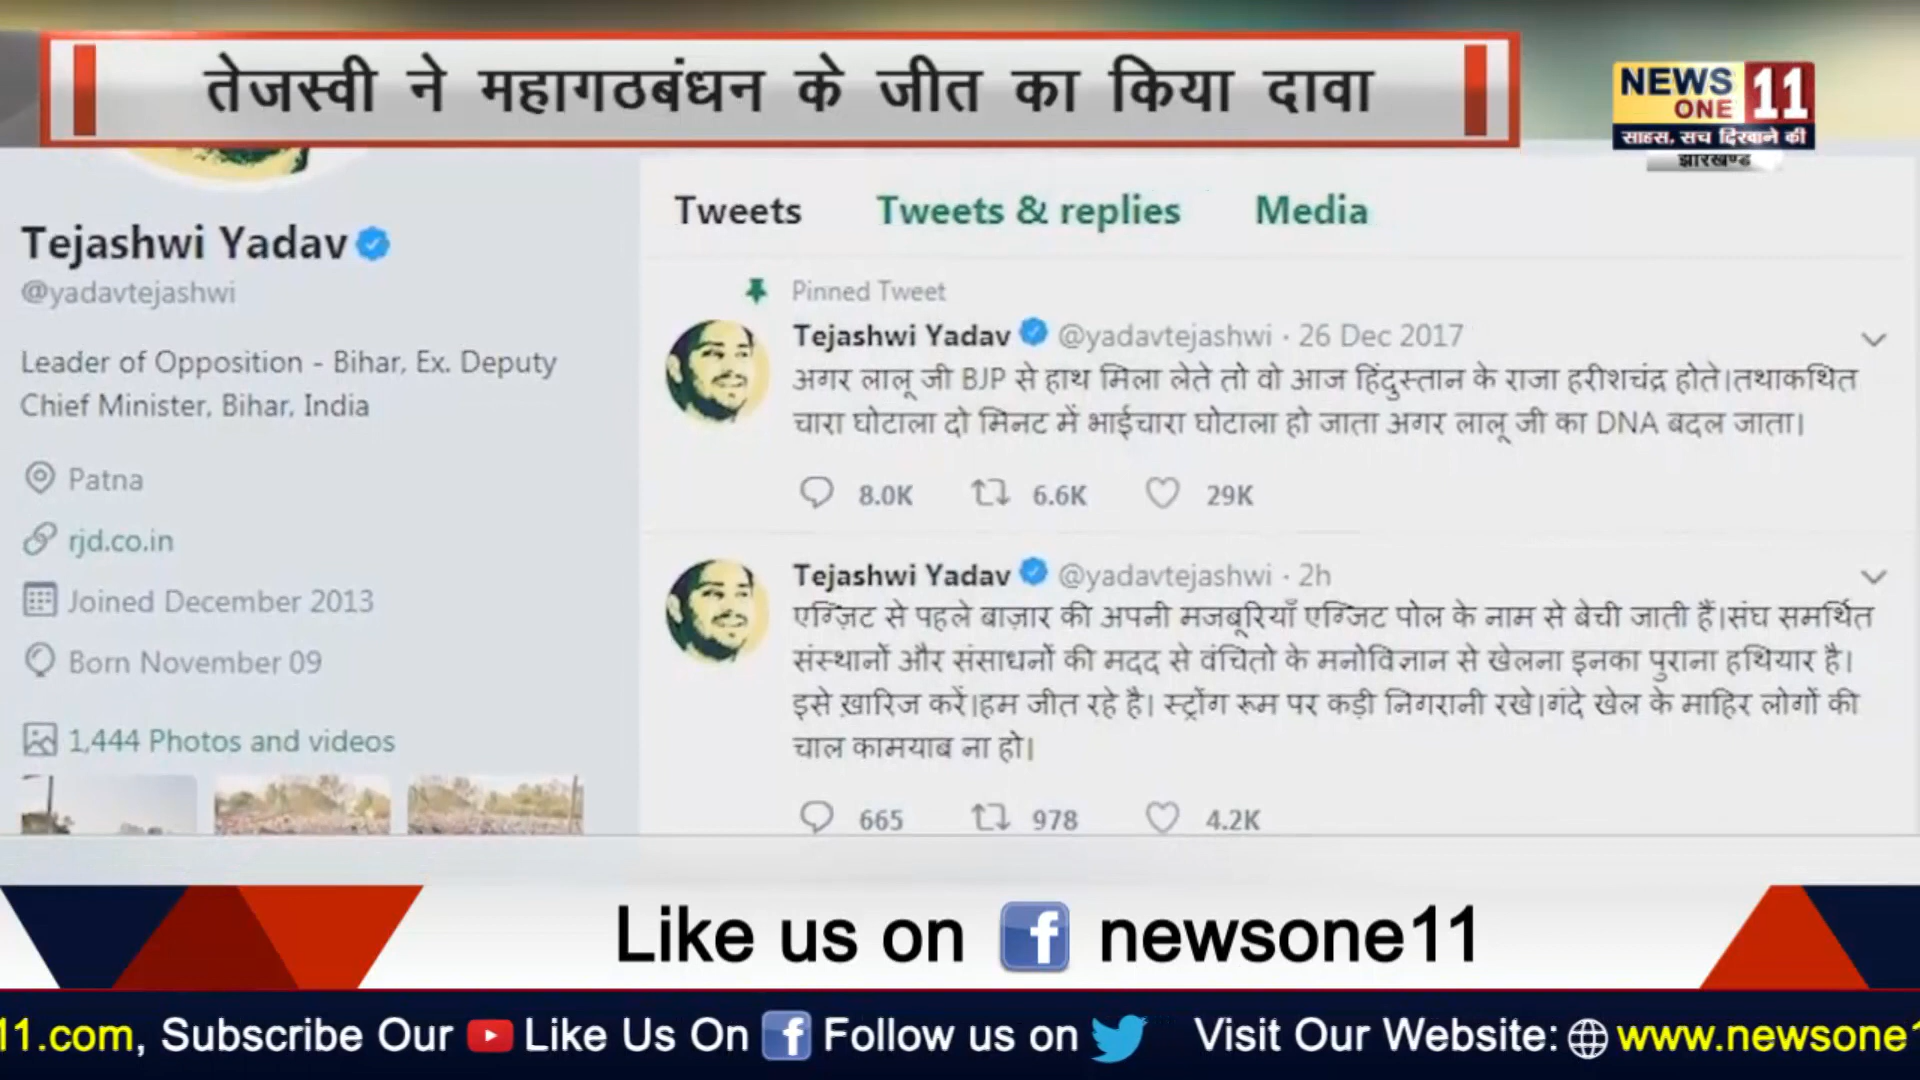 तेजस्वी ने महागठबंधन के जीत का किया दावा
NEWS
ONE
11
साहस, सच दिखाने की
झारखण्ड
Tejashwi Yadav
@yadavtejashwi
Leader of Opposition - Bihar, Ex. Deputy
Chief Minister, Bihar, India
Patna
rjd.co.in
Joined December 2013
Born November 09
1,444 Photos and videos
Tweets Tweets & replies Media
Pinned Tweet
Tejashwi Yadav @yadavtejashwi · 26 Dec 2017
अगर लालू जी BJP से हाथ मिला लेते तो वो आज हिंदुस्तान के राजा हरीशचंद्र होते।तथाकथित
चारा घोटाला दो मिनट में भाईचारा घोटाला हो जाता अगर लालू जी का DNA बदल जाता।
8.0K 6.6K 29K
Tejashwi Yadav @yadavtejashwi · 2h
एग्ज़िट से पहले बाज़ार की अपनी मजबूरियाँ एग्जिट पोल के नाम से बेची जाती हैं।संघ समर्थित
संस्थानों और संसाधनों की मदद से वंचितो के मनोविज्ञान से खेलना इनका पुराना हथियार है।
इसे ख़ारिज करें।हम जीत रहे है। स्ट्रोंग रूम पर कड़ी निगरानी रखे।गंदे खेल के माहिर लोगों की
चाल कामयाब ना हो।
665 978 4.2K
Like us on newsone11
11.com, Subscribe Our Like Us On Follow us on Visit Our Website: www.newsone1